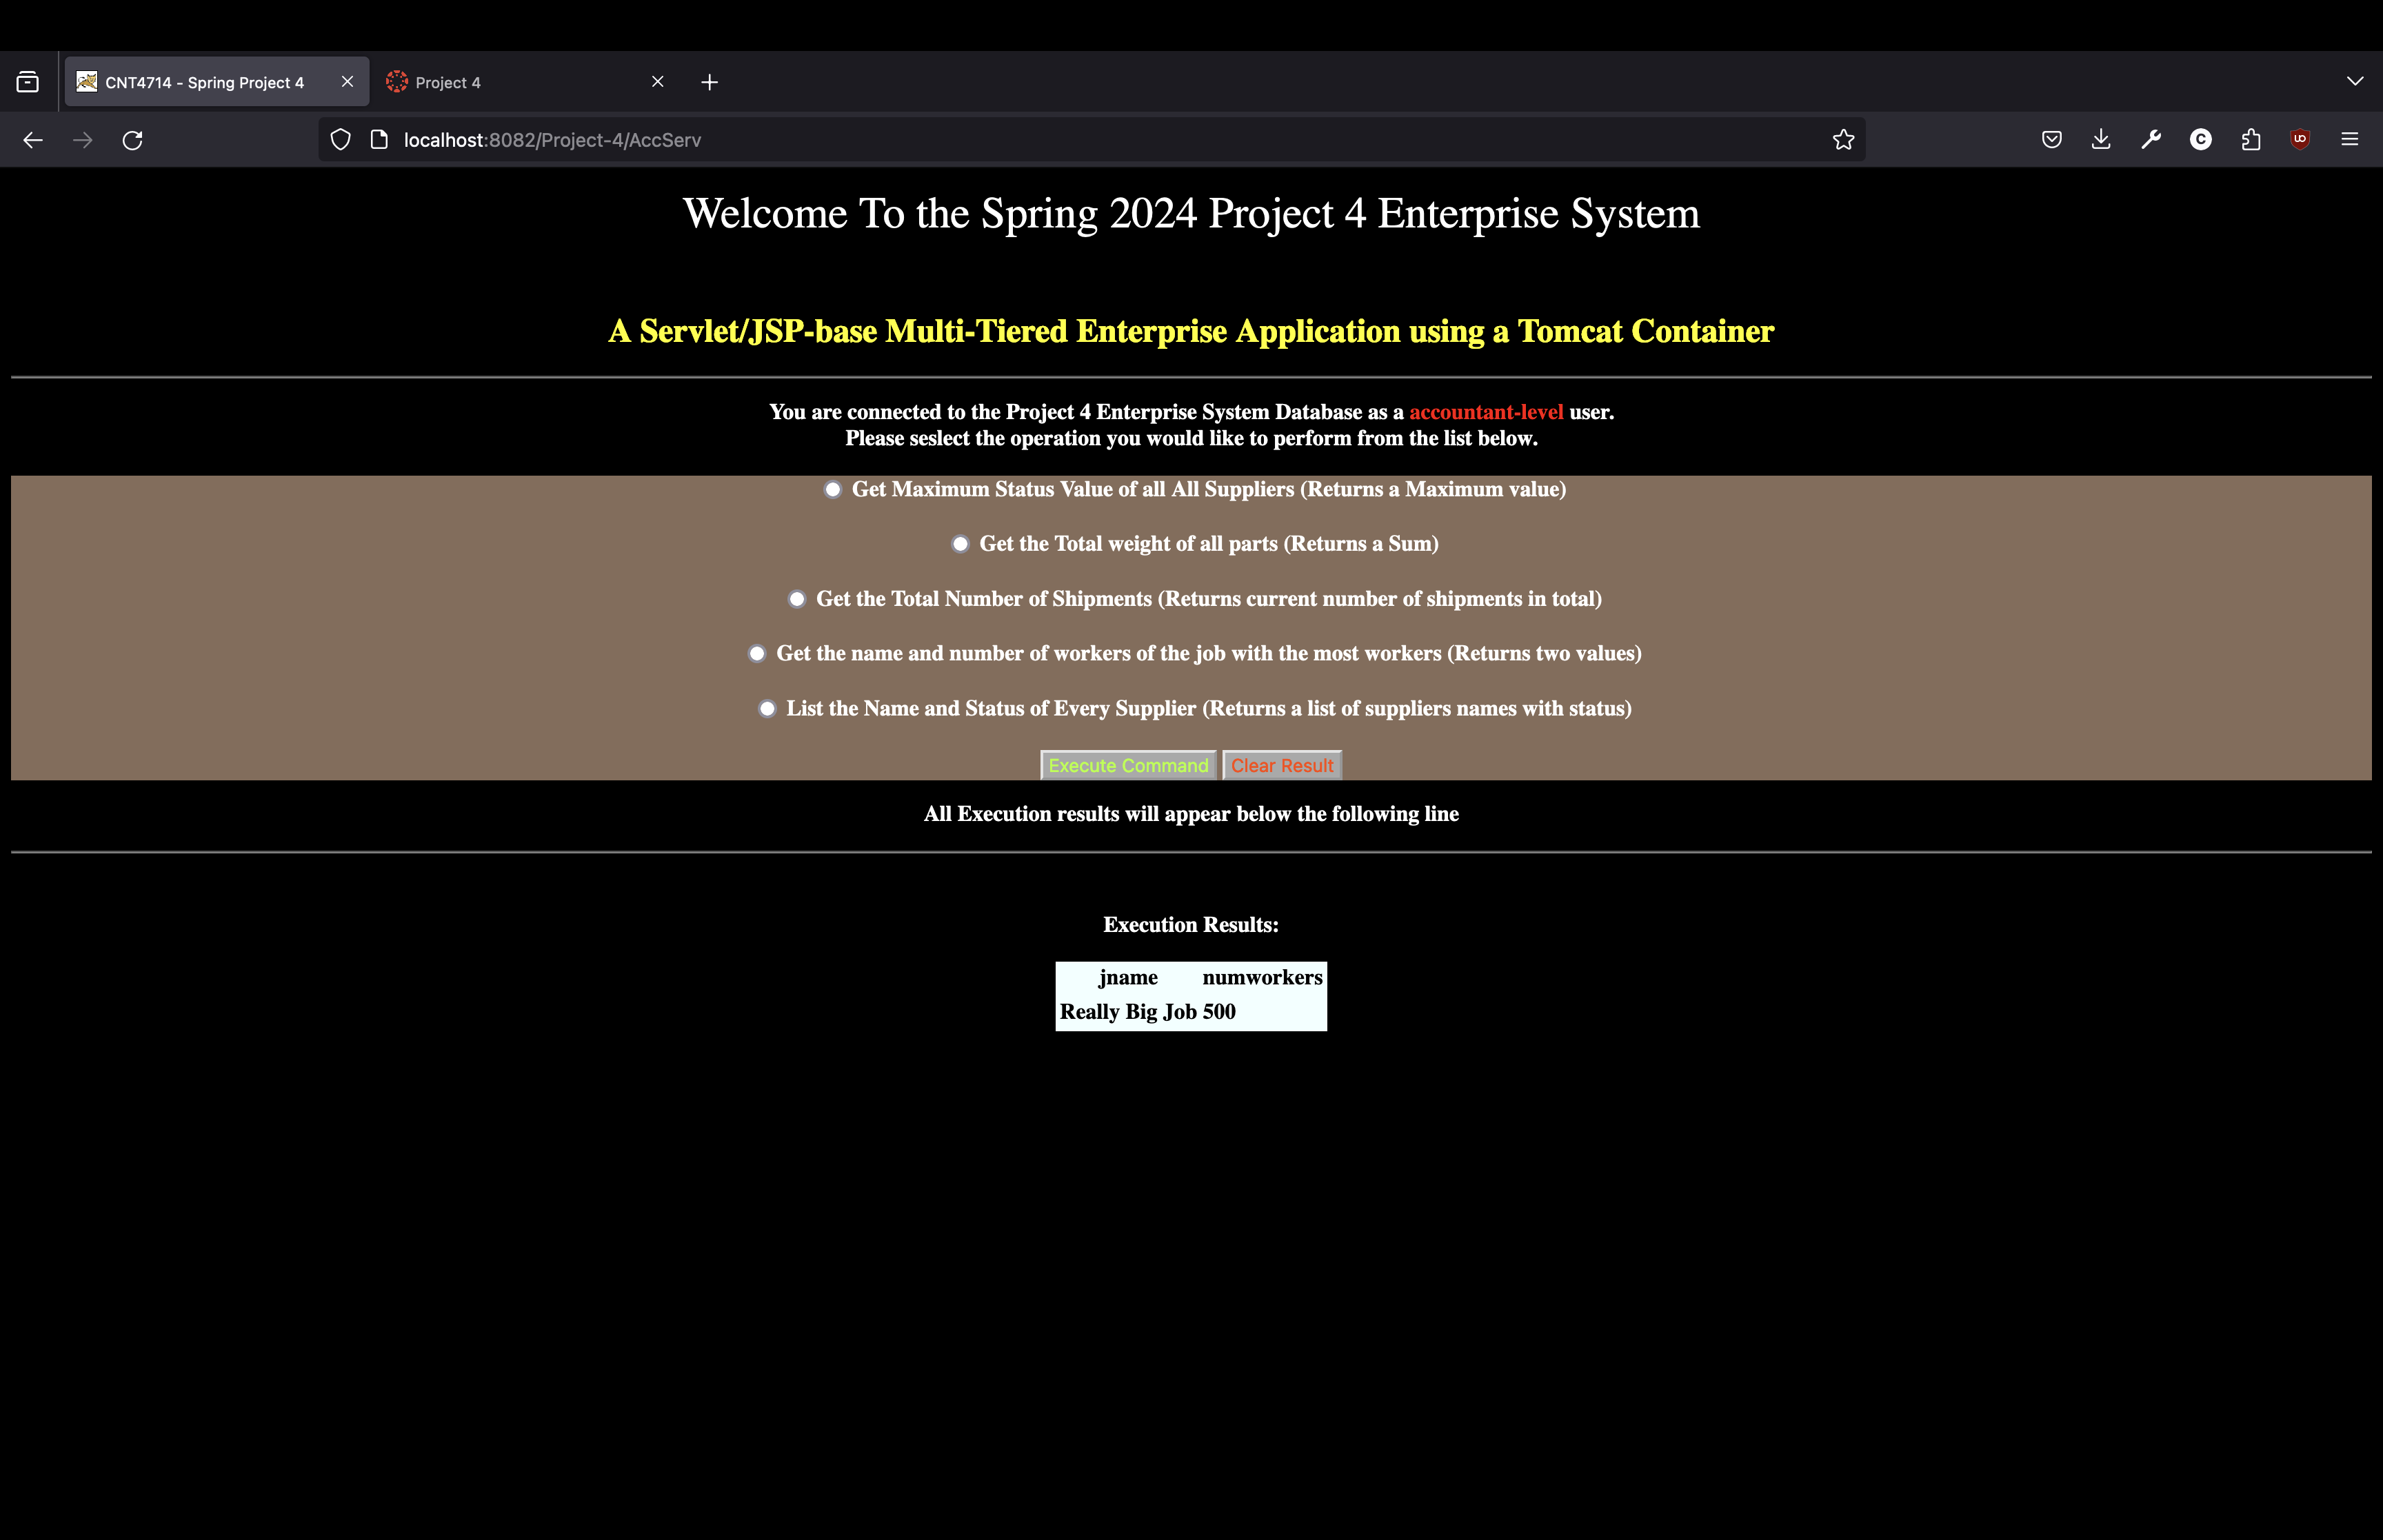 CNT4714 - Spring Project 4
Project 4
localhost:8082/Project-4/AccServ
Welcome To the Spring 2024 Project 4 Enterprise System
A Servlet/JSP-base Multi-Tiered Enterprise Application using a Tomcat Container
You are connected to the Project 4 Enterprise System Database as a accountant-level user.
Please seslect the operation you would like to perform from the list below.
Get Maximum Status Value of all All Suppliers (Returns a Maximum value)
Get the Total weight of all parts (Returns a Sum)
Get the Total Number of Shipments (Returns current number of shipments in total)
Get the name and number of workers of the job with the most workers (Returns two values)
List the Name and Status of Every Supplier (Returns a list of suppliers names with status)
Execute Command Clear Result
All Execution results will appear below the following line
Execution Results:
jname numworkers
Really Big Job 500